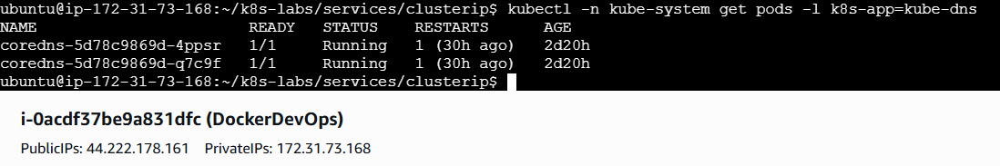 ubuntu@ip-172-31-73-168:~/k8s-labs/services/clusterip$ kubectl -n kube-system get pods -l k8s-app=kube-dns
NAME READY STATUS RESTARTS AGE
coredns-5d78c9869d-4ppsr 1/1 Running 1 (30h ago) 2d20h
coredns-5d78c9869d-q7c9f 1/1 Running 1 (30h ago) 2d20h
ubuntu@ip-172-31-73-168:~/k8s-labs/services/clusterip$
i-0acdf37be9a831dfc (DockerDevOps)
PublicIPs: 44.222.178.161 PrivateIPs: 172.31.73.168